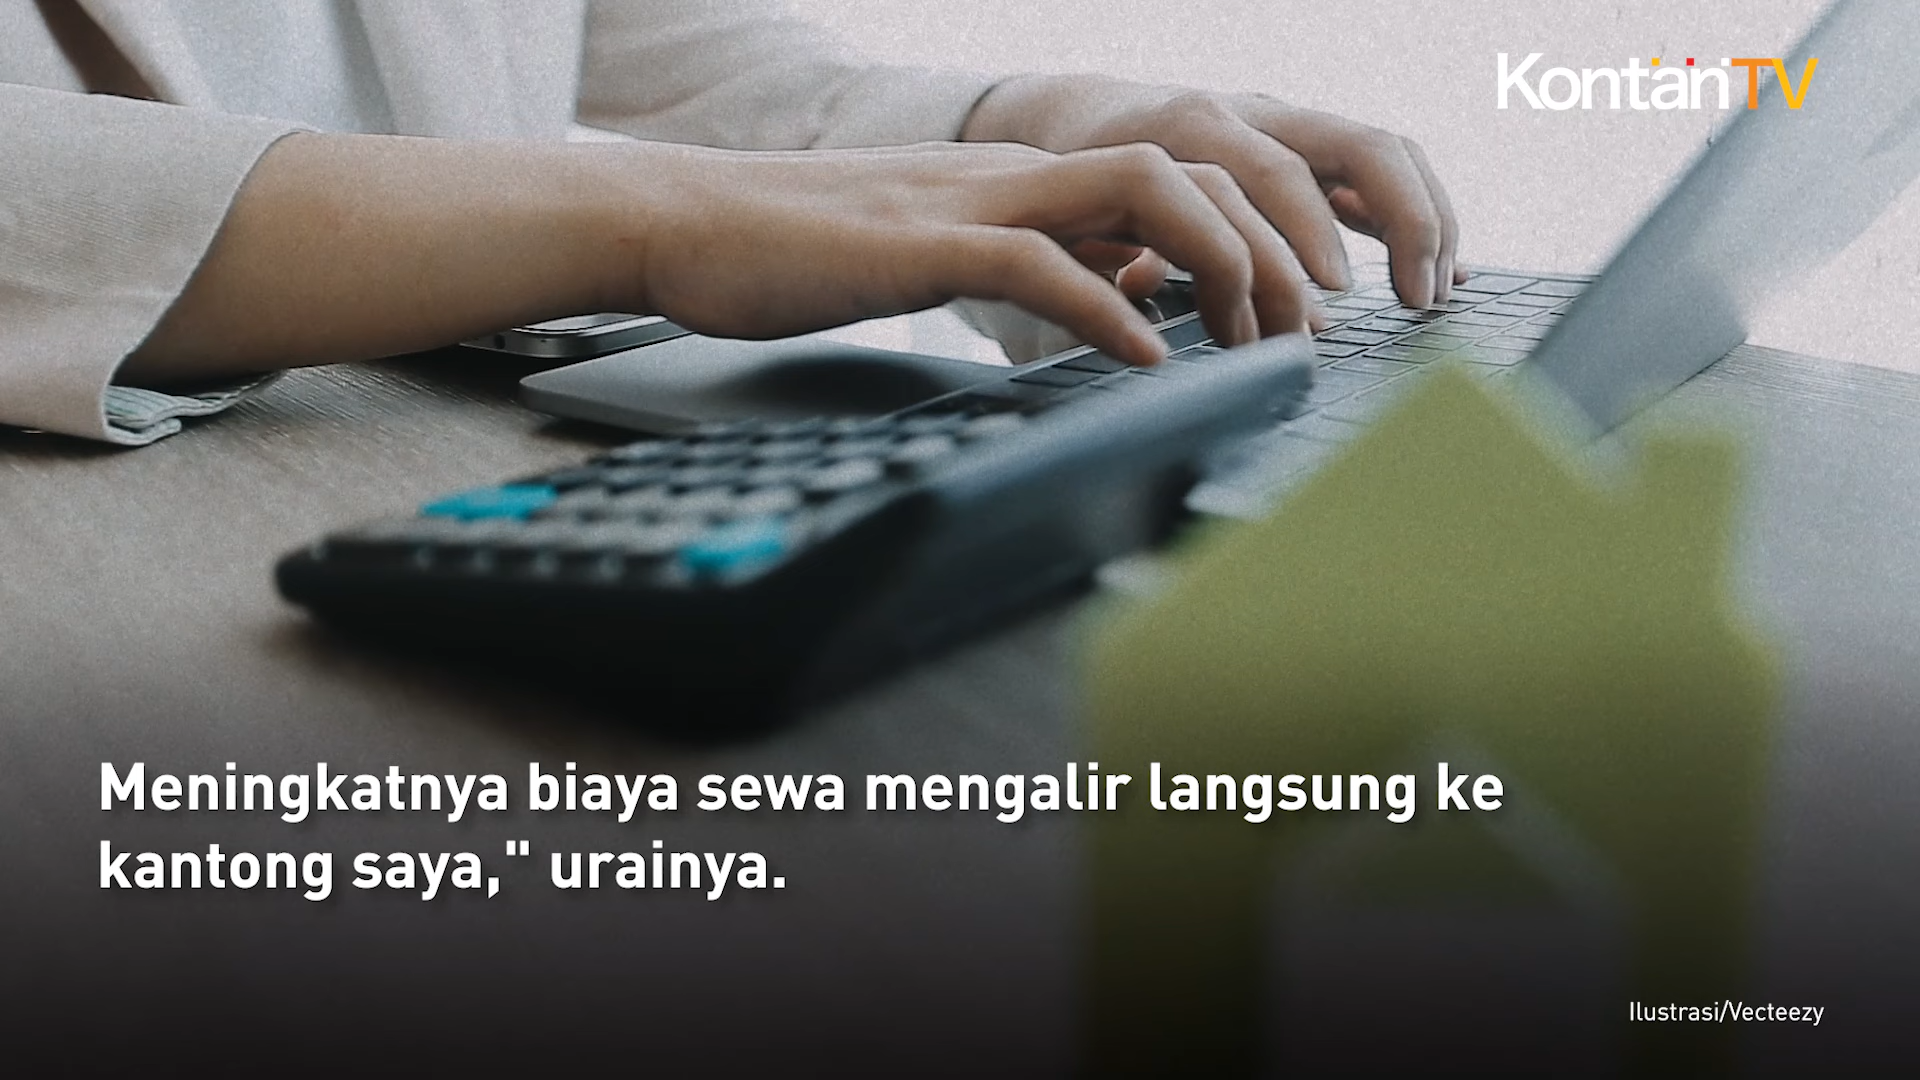 KontanTV
Meningkatnya biaya sewa mengalir langsung ke
kantong saya," urainya.
Ilustrasi/Vecteezy